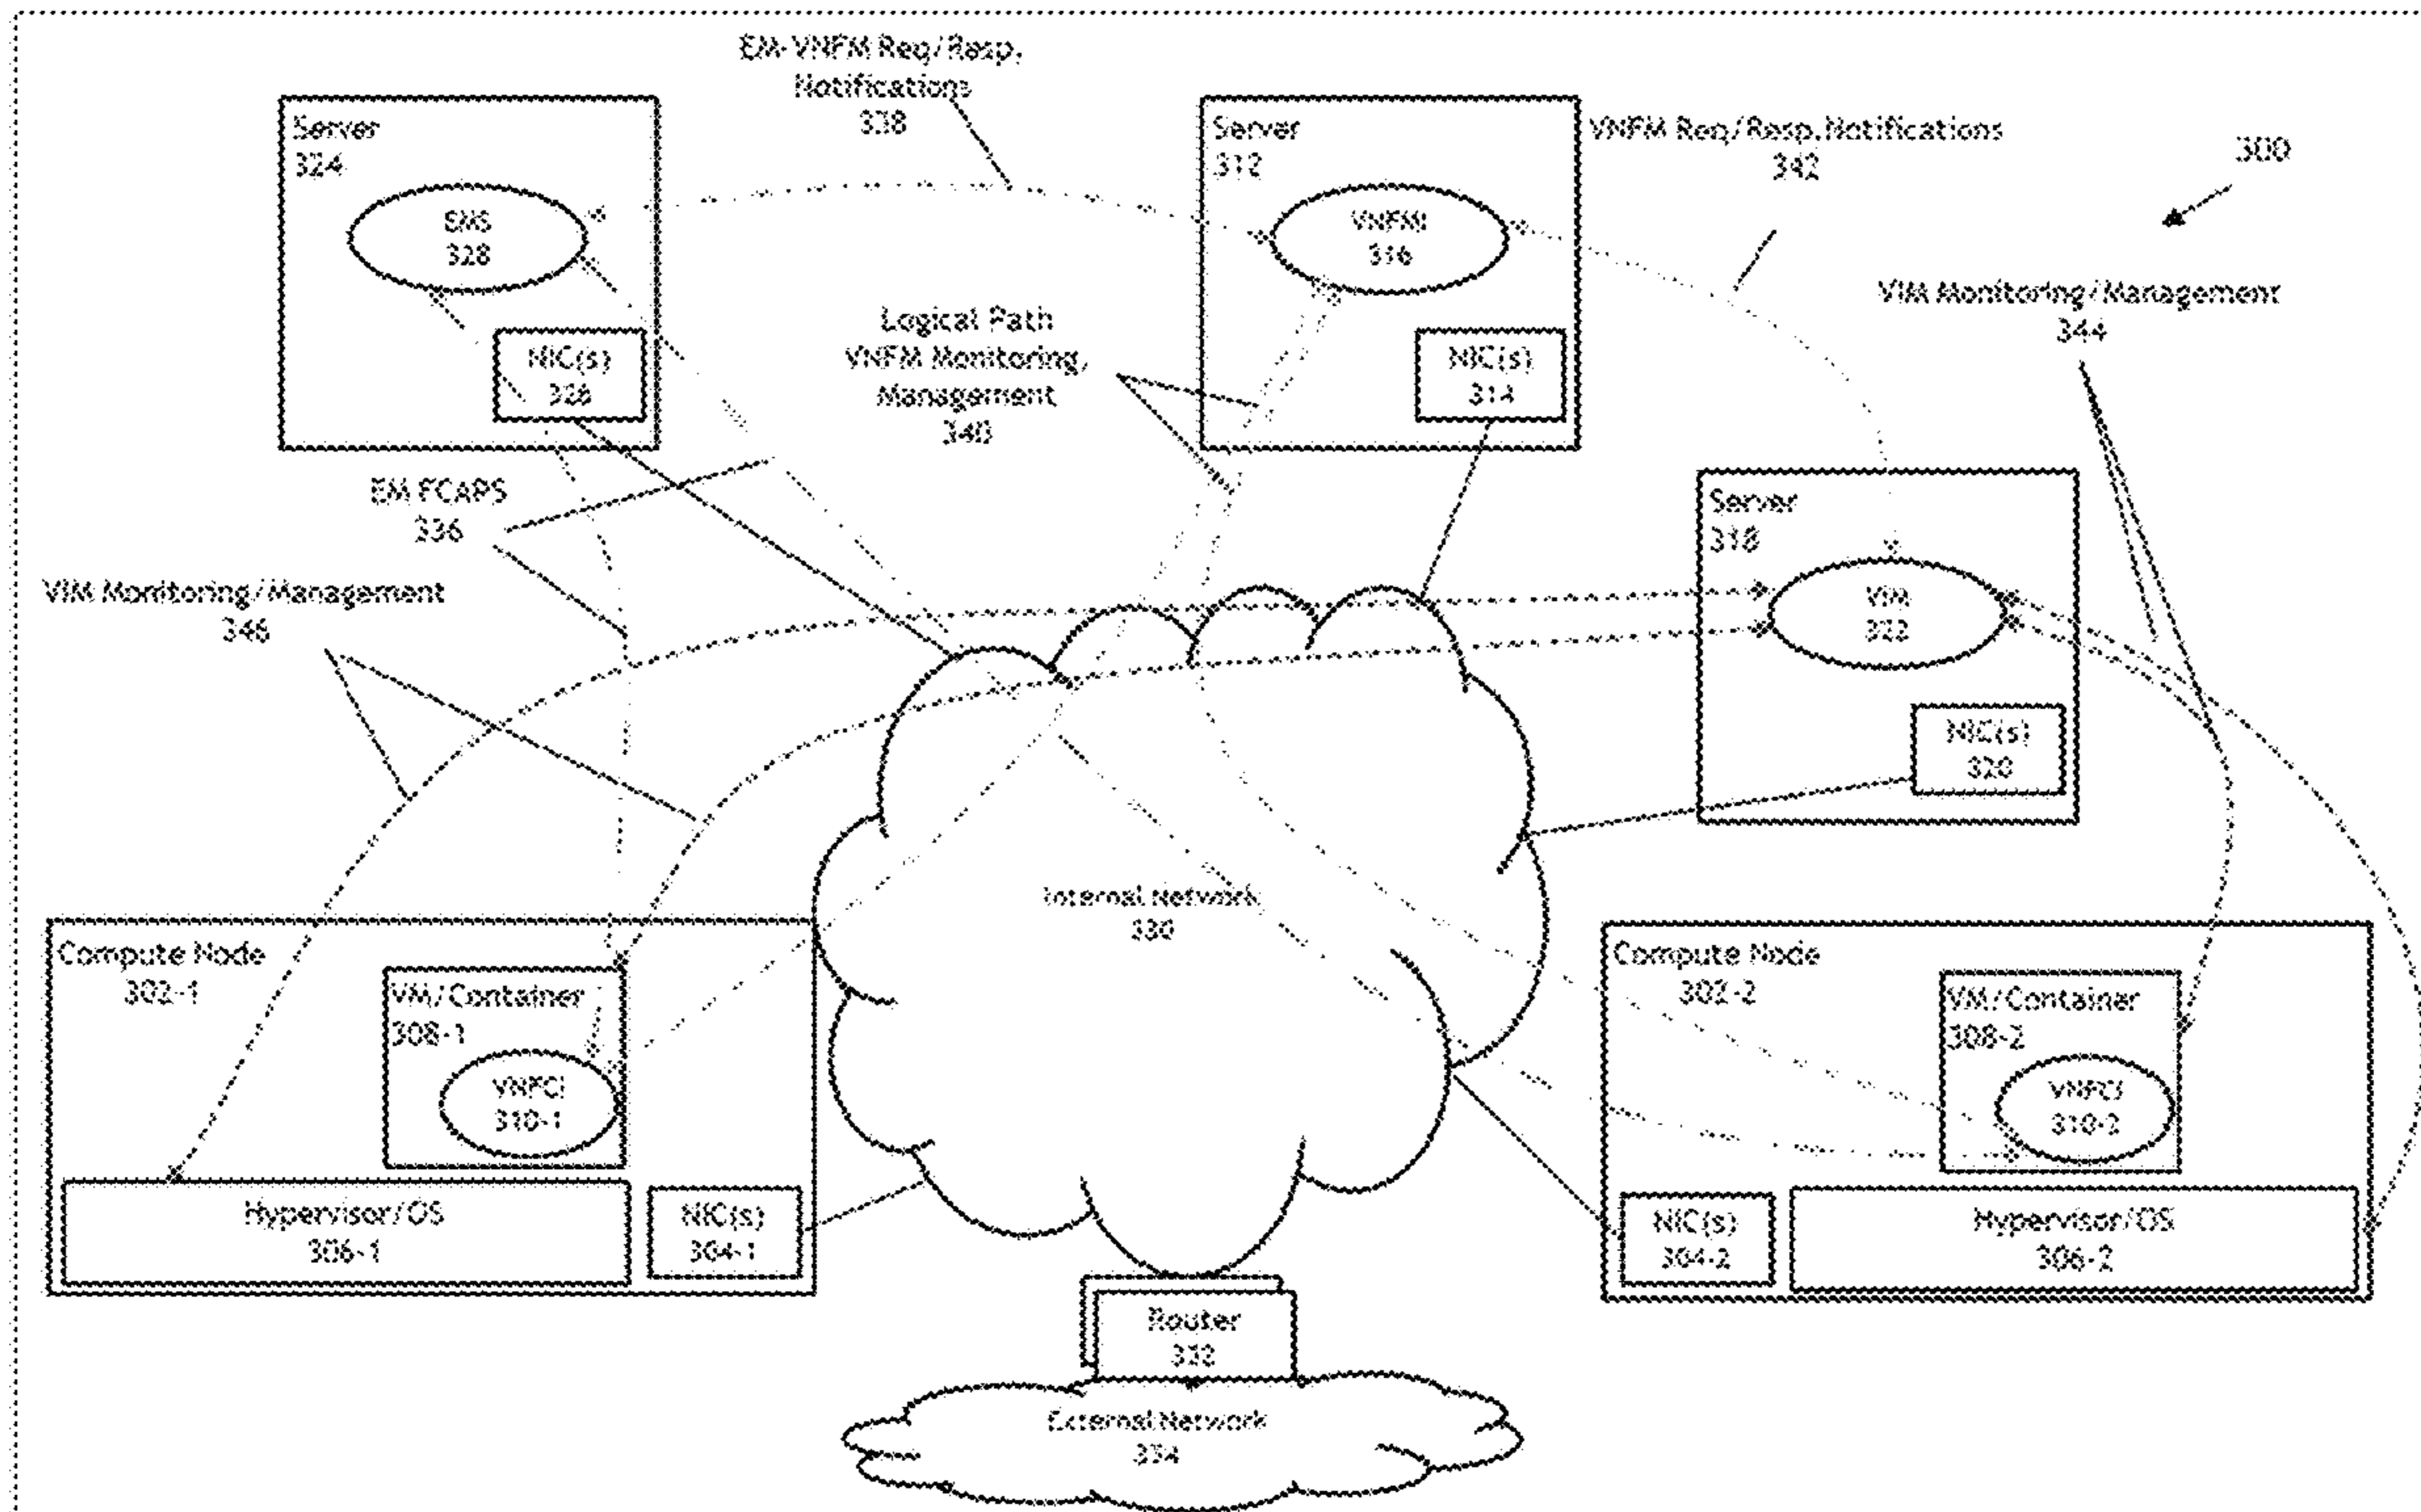 EM-VNFM Req/Resp.
Notifications
338
Server
324
EMS
328
NIC(s)
326
Server
312
VNFMI
316
NIC(s)
314
VNFM Req/Resp.Notifications
342
300
VIM Monitoring/Management
344
Logical Path
VNFM Monitoring,
Management
340
EM FCAPS
336
Server
318
VIM
322
NIC(s)
320
VIM Monitoring/Management
346
Internal Network
330
Compute Node
302-1
VM/Container
308-1
VNFCI
310-1
Hypervisor/OS
306-1
NIC(s)
304-1
Compute Node
302-2
VM/Container
308-2
VNFCI
310-2
NIC(s)
304-2
Hypervisor/OS
306-2
Router
332
External Network
334